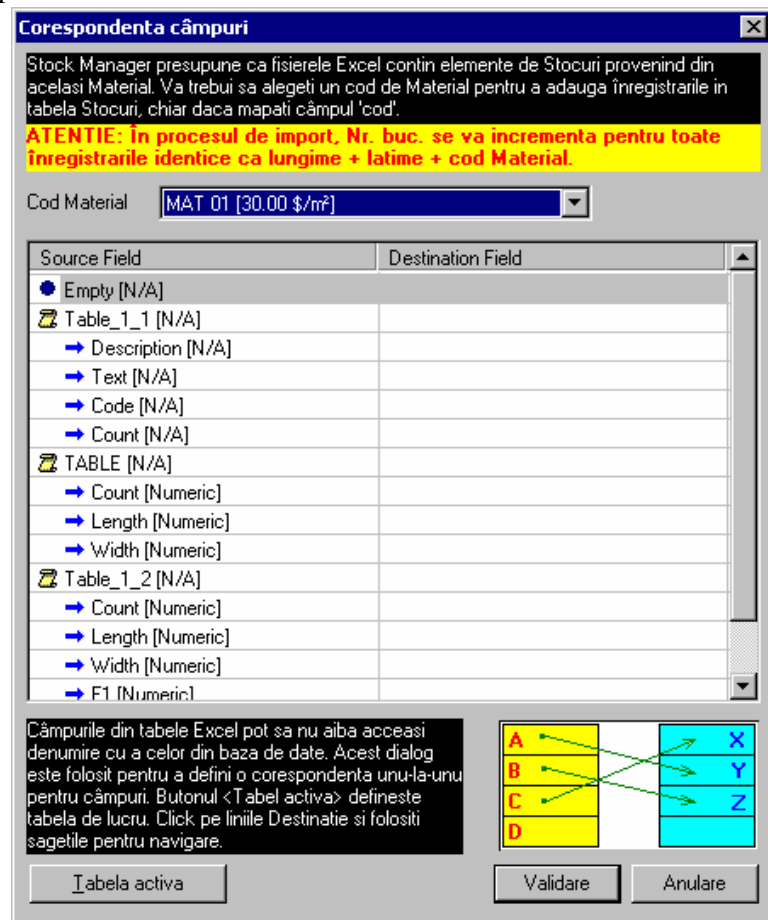 Corespondenta câmpuri
Stock Manager presupune ca fisierele Excel contin elemente de Stocuri provenind din
acelasi Material. Va trebui sa alegeti un cod de Material pentru a adauga înregistrarile in
tabela Stocuri, chiar daca mapati câmpul 'cod'.
ATENTIE: În procesul de import, Nr. buc. se va incrementa pentru toate
înregistrarile identice ca lungime + latime + cod Material.
Cod Material MAT 01 [30.00 $/m²]
Source Field Destination Field
Empty [N/A]
Table_1_1 [N/A]
Description [N/A]
Text [N/A]
Code [N/A]
Count [N/A]
TABLE [N/A]
Count [Numeric]
Length [Numeric]
Width [Numeric]
Table_1_2 [N/A]
Count [Numeric]
Length [Numeric]
Width [Numeric]
F1 [Numeric]
Câmpurile din tabele Excel pot sa nu aiba acceasi
denumire cu a celor din baza de date. Acest dialog
este folosit pentru a defini o corespondenta unu-la-unu
pentru câmpuri. Butonul <Tabel activa> defineste
tabela de lucru. Click pe liniile Destinatie si folositi
sagetile pentru navigare.
A X
B Y
C Z
D
Tabela activa Validare Anulare